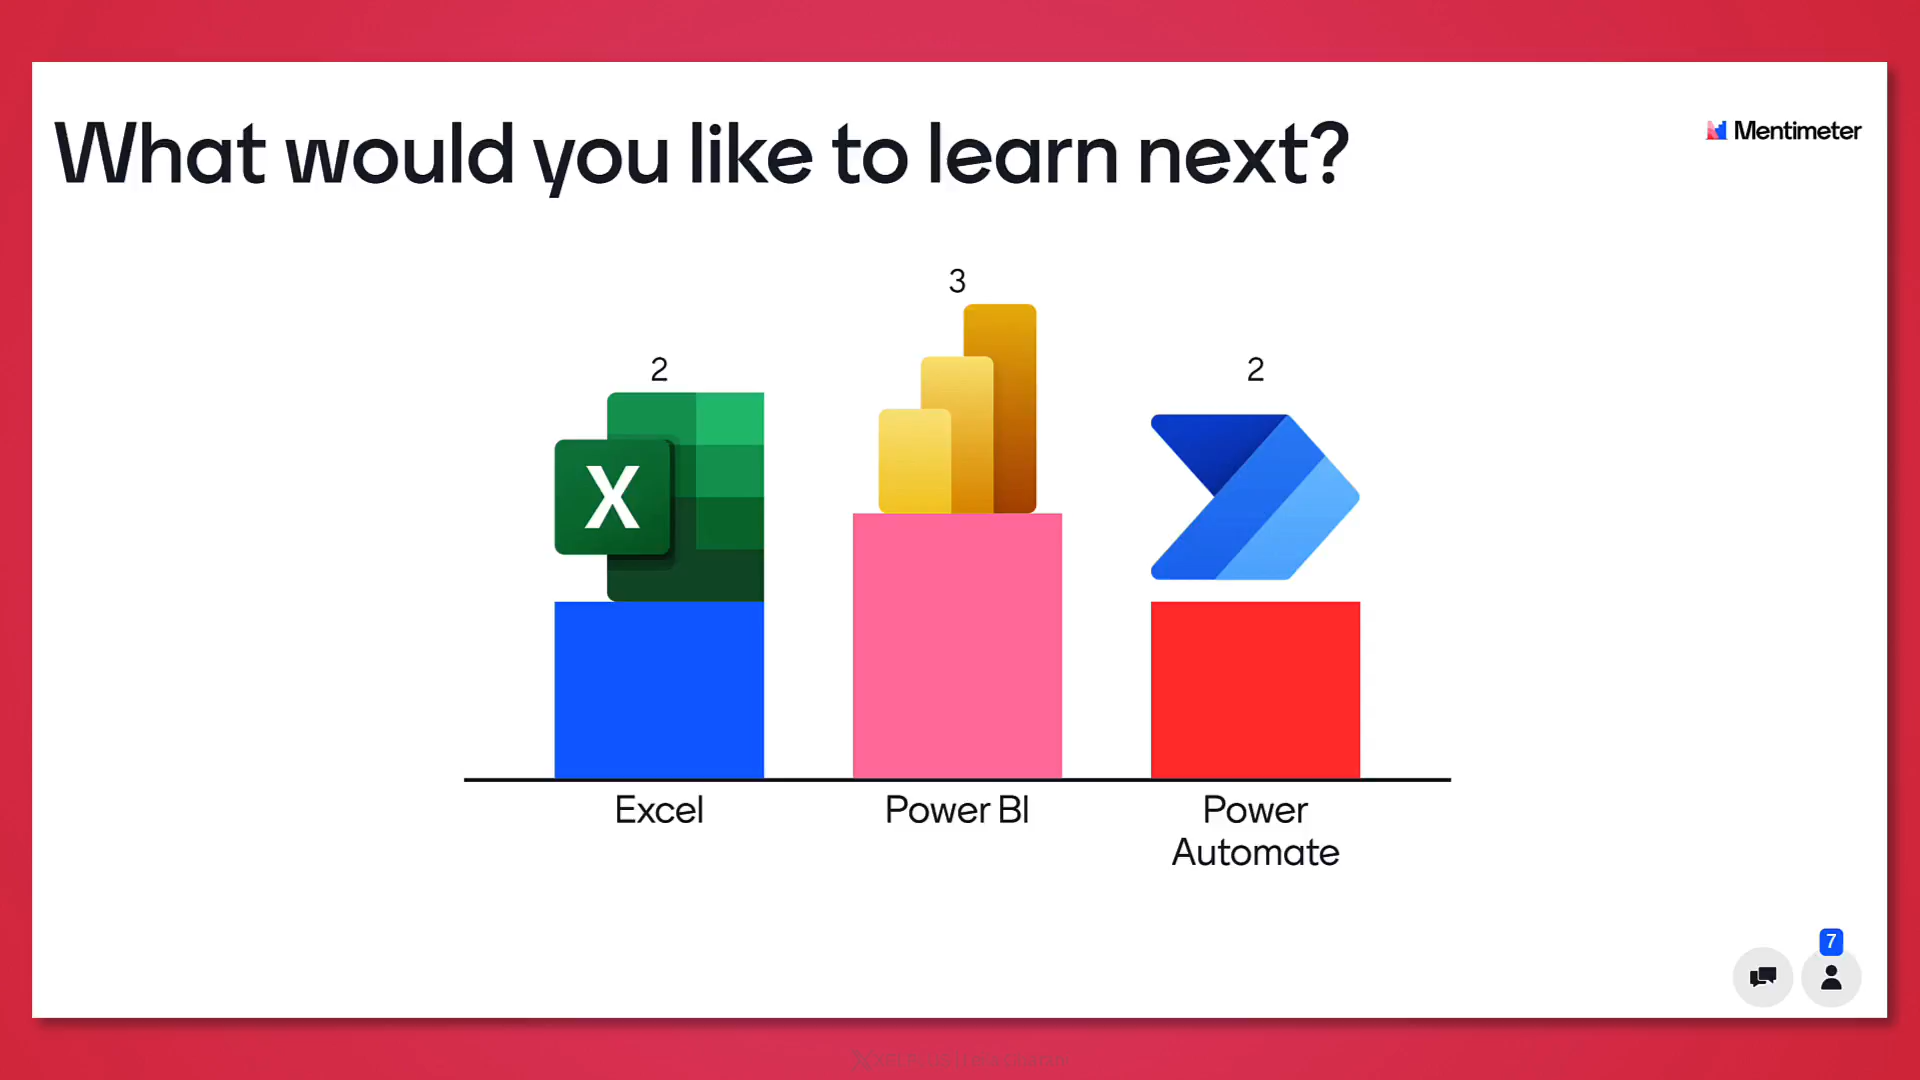 What would you like to learn next?
Mentimeter
3
2
2
X
Excel
Power BI
Power
Automate
7